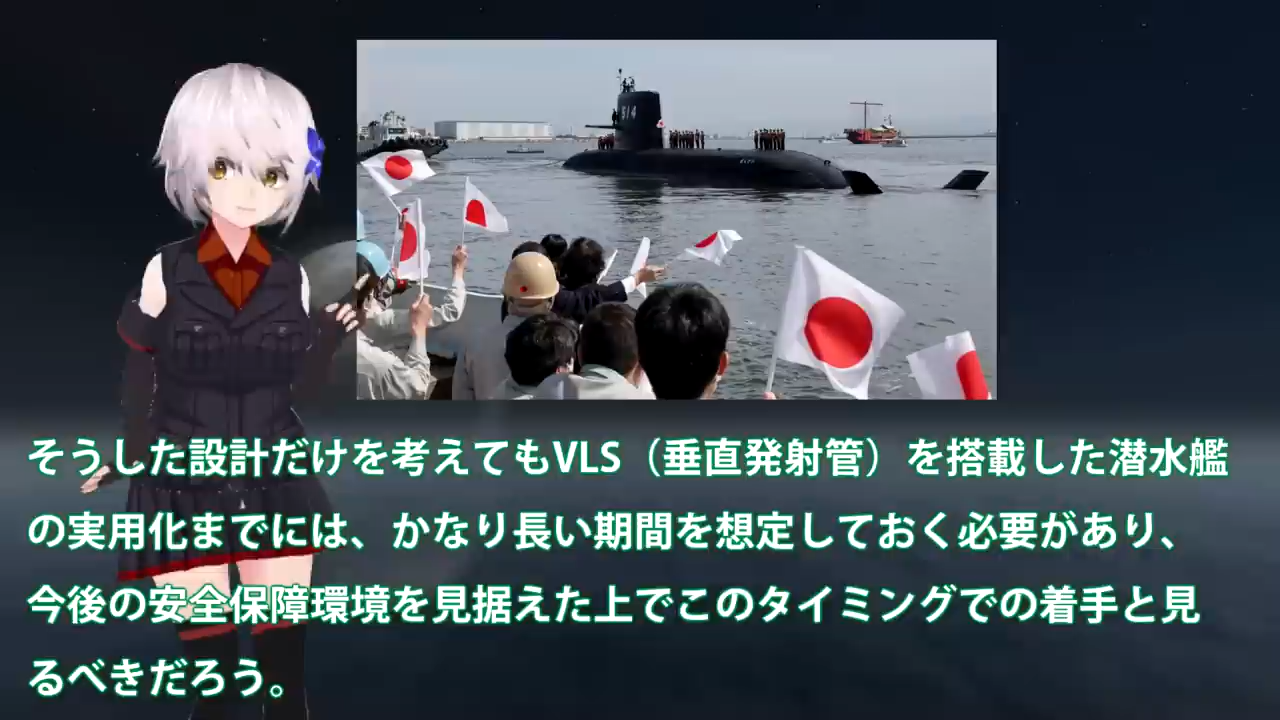 514
そうした設計だけを考えてもVLS（垂直発射管）を搭載した潜水艦
の実用化までには、かなり長い期間を想定しておく必要があり、
今後の安全保障環境を見据えた上でこのタイミングでの着手と見
るべきだろう。